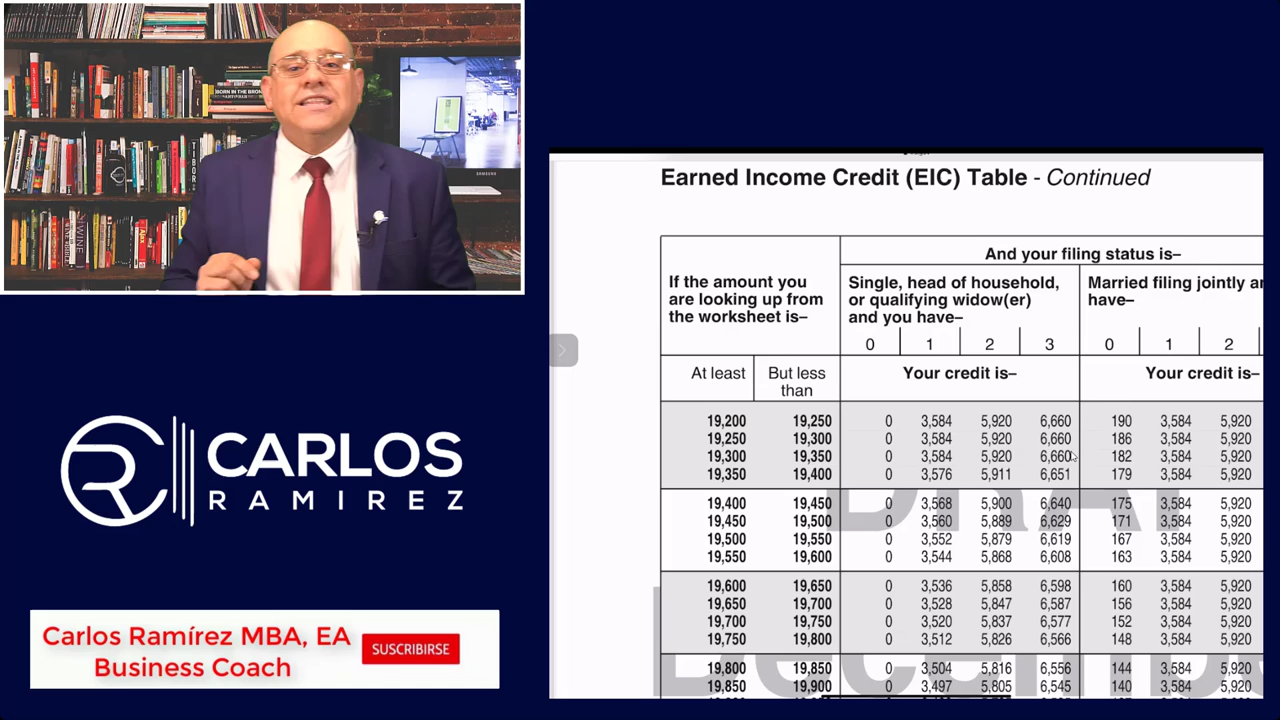 BORN IN THE BRONX
TIBOR
WINE
SAMSUNG
CARLOS
RAMIREZ
Carlos Ramírez MBA, EA
Business Coach
SUSCRIBIRSE
Earned Income Credit (EIC) Table - Continued
If the amount you are looking up from the worksheet is–
And your filing status is–
Single, head of household, or qualifying widow(er) and you have–
Married filing jointly
have–
0 1 2 3 0 1 2
At least But less than Your credit is– Your credit is–
19,200 19,250 0 3,584 5,920 6,660 190 3,584 5,920
19,250 19,300 0 3,584 5,920 6,660 186 3,584 5,920
19,300 19,350 0 3,584 5,920 6,660 182 3,584 5,920
19,350 19,400 0 3,576 5,911 6,651 179 3,584 5,920
19,400 19,450 0 3,568 5,900 6,640 175 3,584 5,920
19,450 19,500 0 3,560 5,889 6,629 171 3,584 5,920
19,500 19,550 0 3,552 5,879 6,619 167 3,584 5,920
19,550 19,600 0 3,544 5,868 6,608 163 3,584 5,920
19,600 19,650 0 3,536 5,858 6,598 160 3,584 5,920
19,650 19,700 0 3,528 5,847 6,587 156 3,584 5,920
19,700 19,750 0 3,520 5,837 6,577 152 3,584 5,920
19,750 19,800 0 3,512 5,826 6,566 148 3,584 5,920
19,800 19,850 0 3,504 5,816 6,556 144 3,584 5,920
19,850 19,900 0 3,497 5,805 6,545 140 3,584 5,920